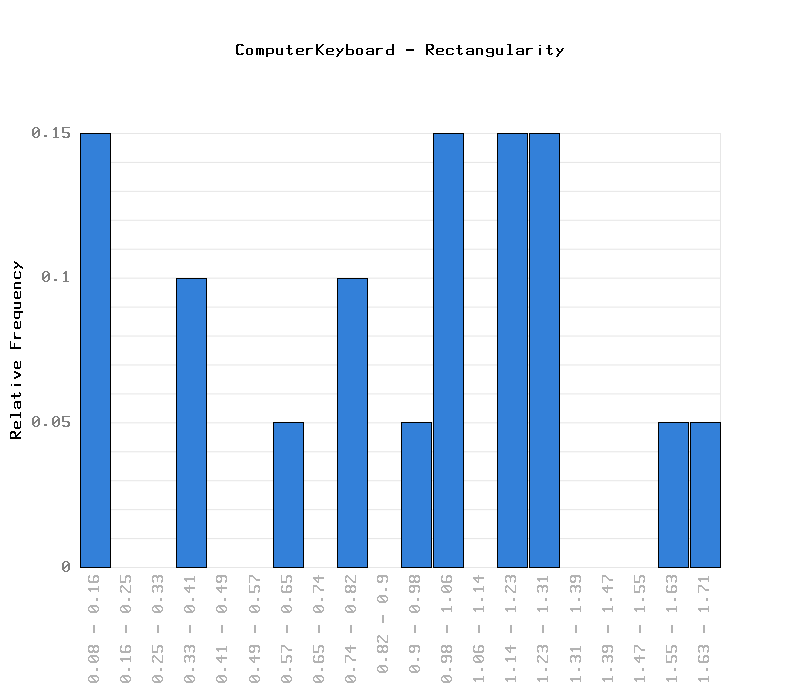 ComputerKeyboard - Rectangularity
Relative Frequency
0.15
0.1
0.05
0
0.08 - 0.16
0.16 - 0.25
0.25 - 0.33
0.33 - 0.41
0.41 - 0.49
0.49 - 0.57
0.57 - 0.65
0.65 - 0.74
0.74 - 0.82
0.82 - 0.9
0.9 - 0.98
0.98 - 1.06
1.06 - 1.14
1.14 - 1.23
1.23 - 1.31
1.31 - 1.39
1.39 - 1.47
1.47 - 1.55
1.55 - 1.63
1.63 - 1.71